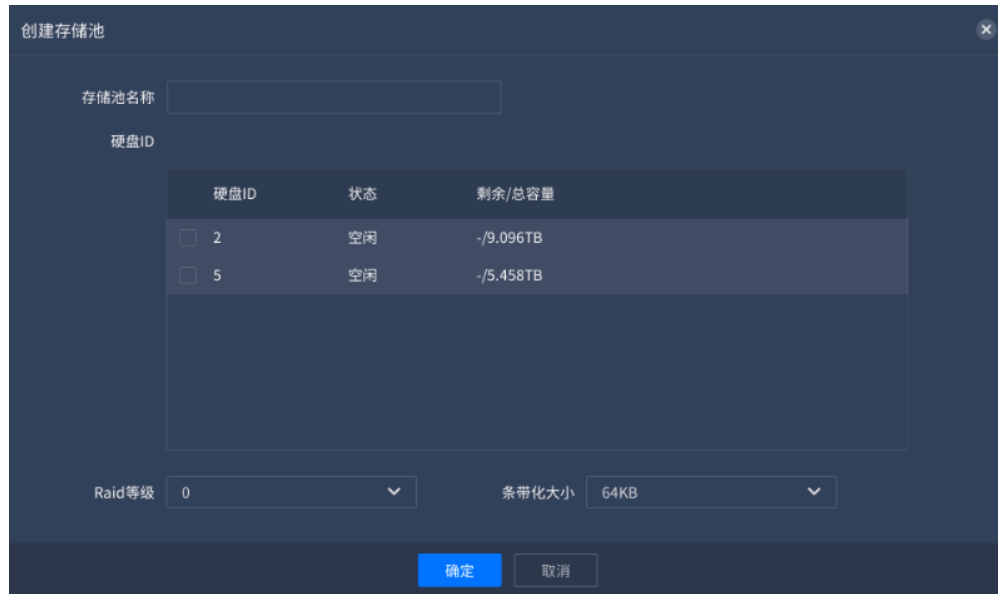 创建存储池
存储池名称
硬盘ID
硬盘ID 状态 剩余/总容量
2 空闲 -/9.096TB
5 空闲 -/5.458TB
Raid等级 0 条带化大小 64KB
确定 取消